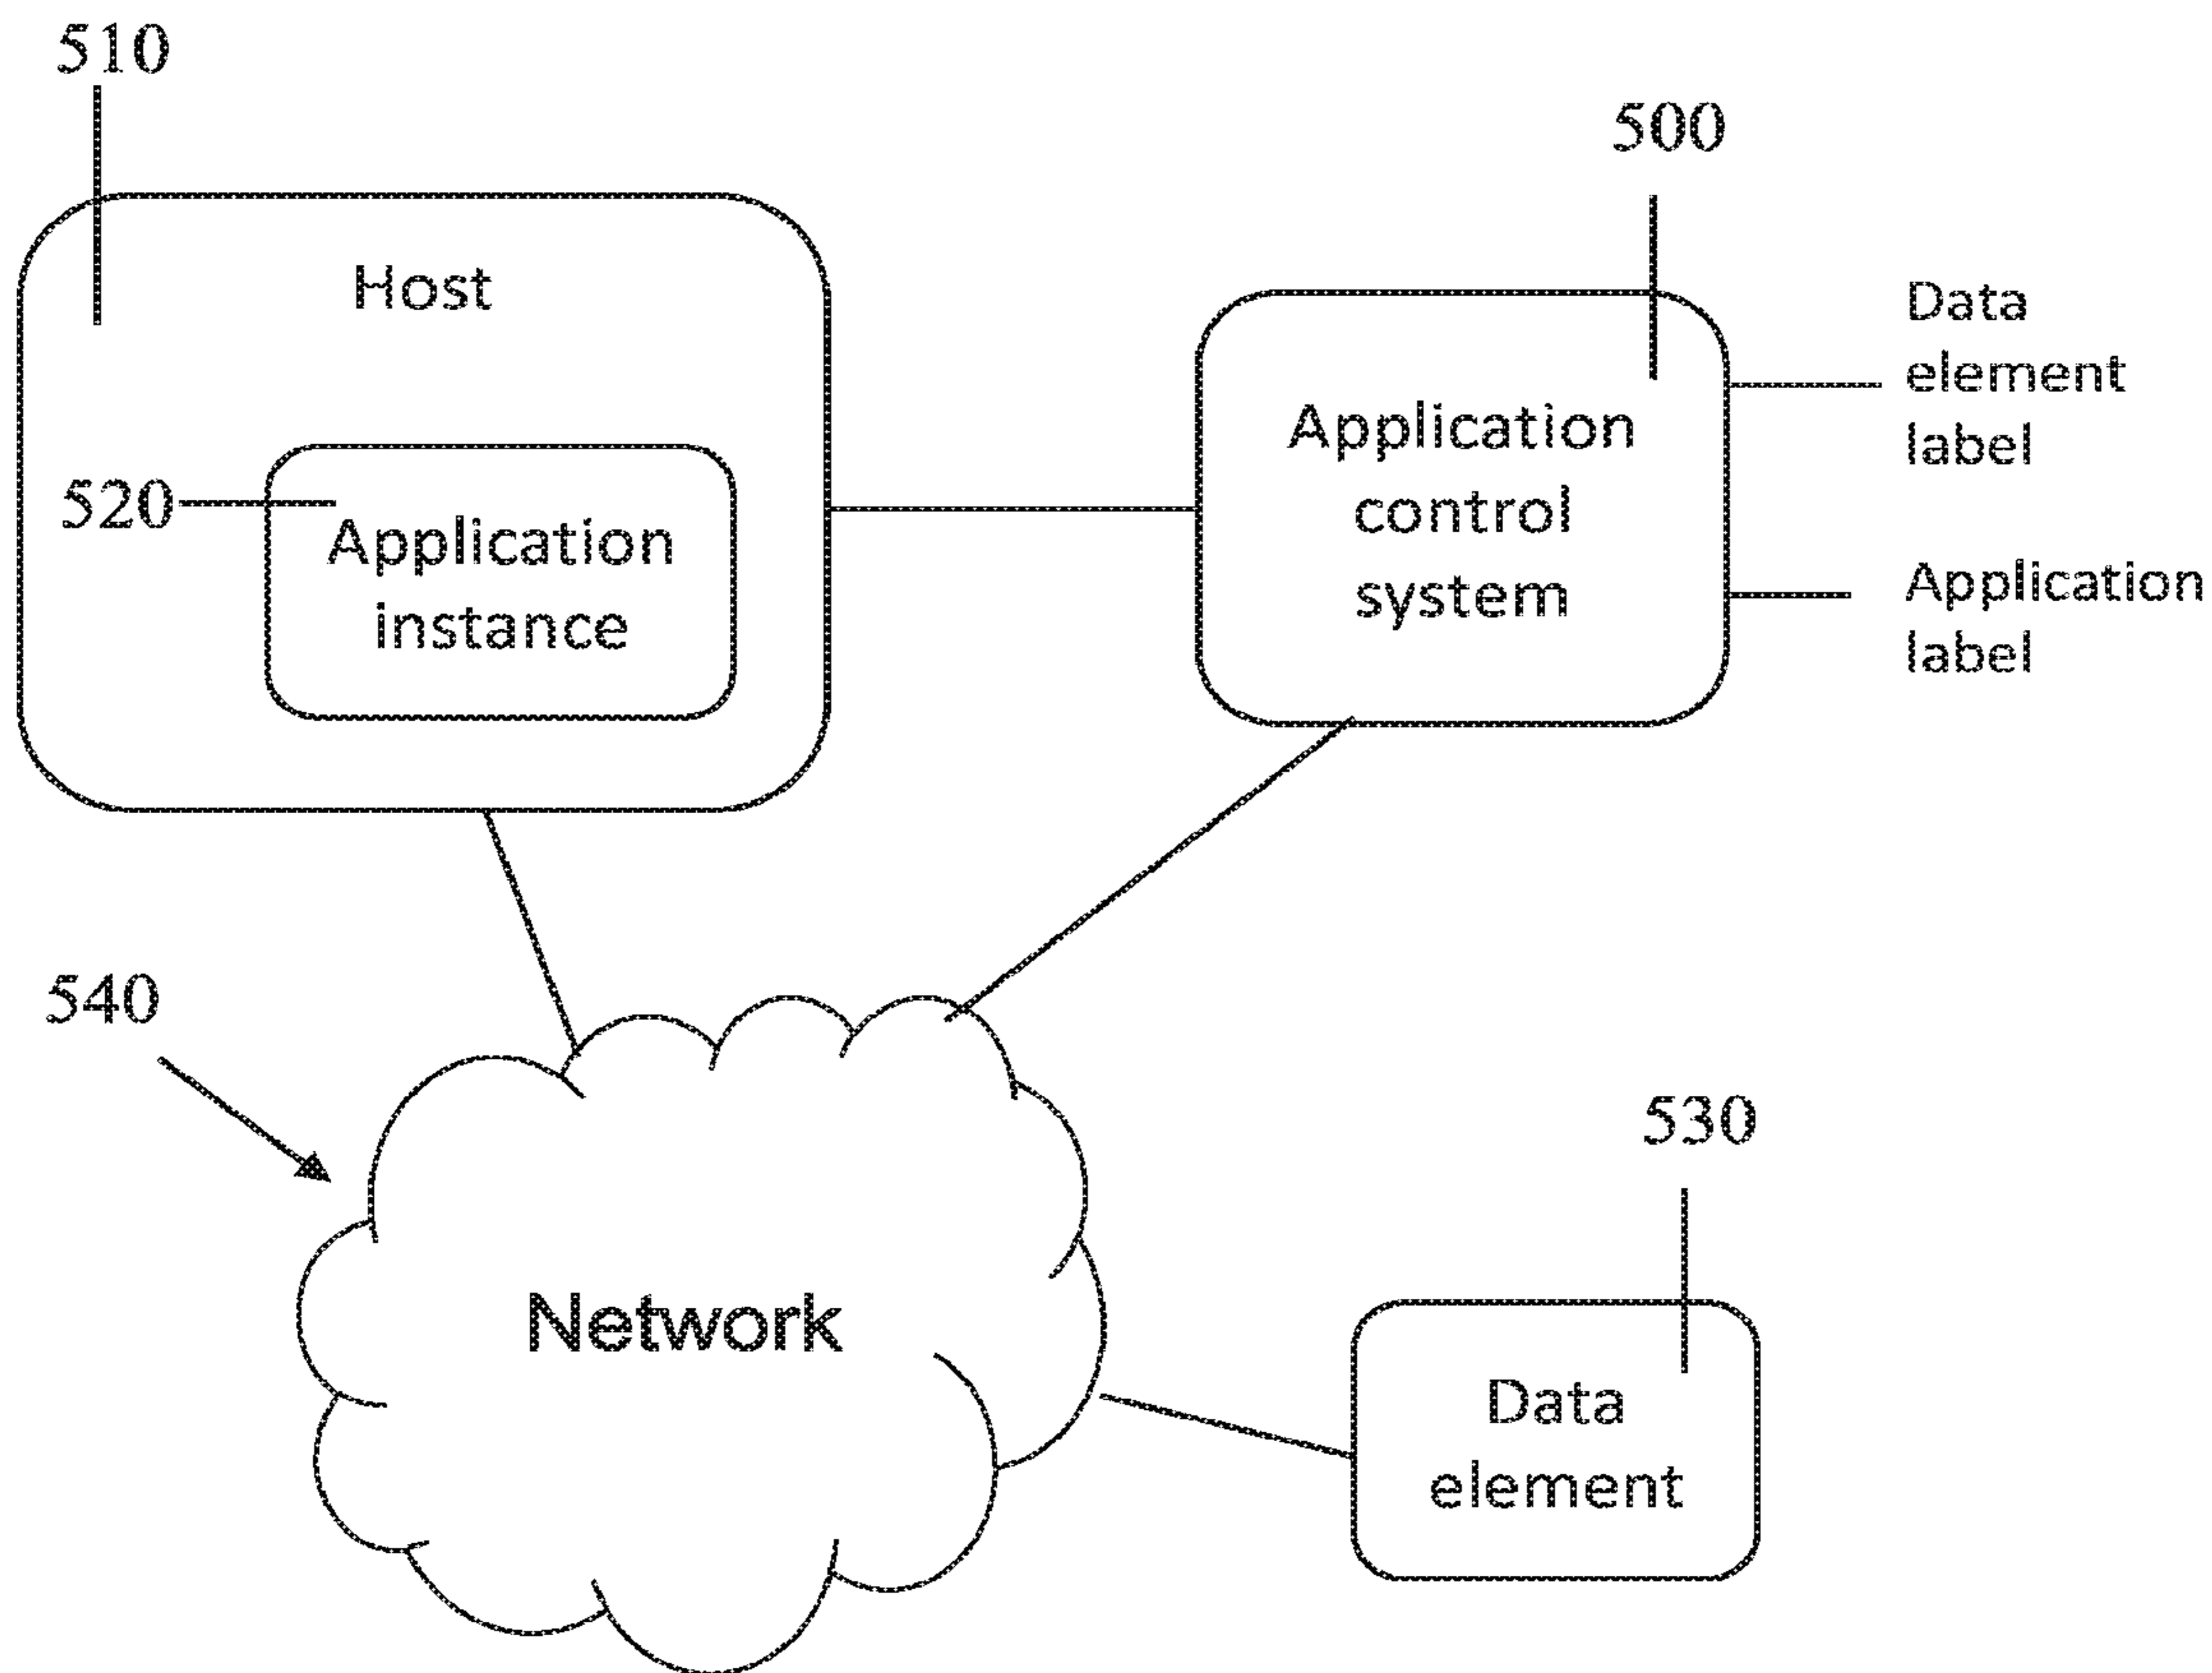 510
500
Host
Data
element
label
Application
control
system
520
Application
instance
Application
label
540
530
Network
Data
element